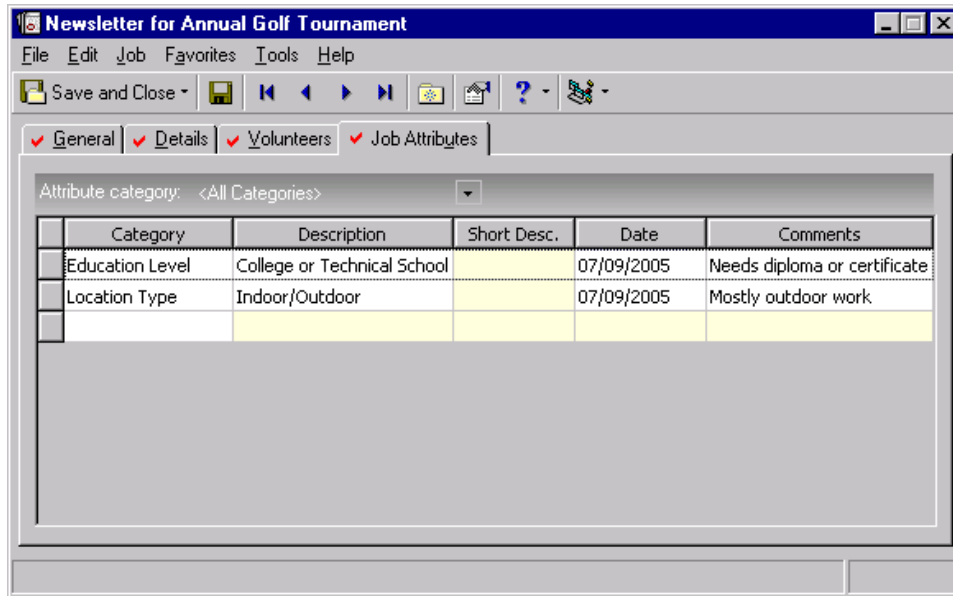 Newsletter for Annual Golf Tournament
File Edit Job Favorites Tools Help
Save and Close ?
General Details Volunteers Job Attributes
Attribute category: <All Categories>
Category Description Short Desc. Date Comments
Education Level College or Technical School 07/09/2005 Needs diploma or certificate
Location Type Indoor/Outdoor 07/09/2005 Mostly outdoor work